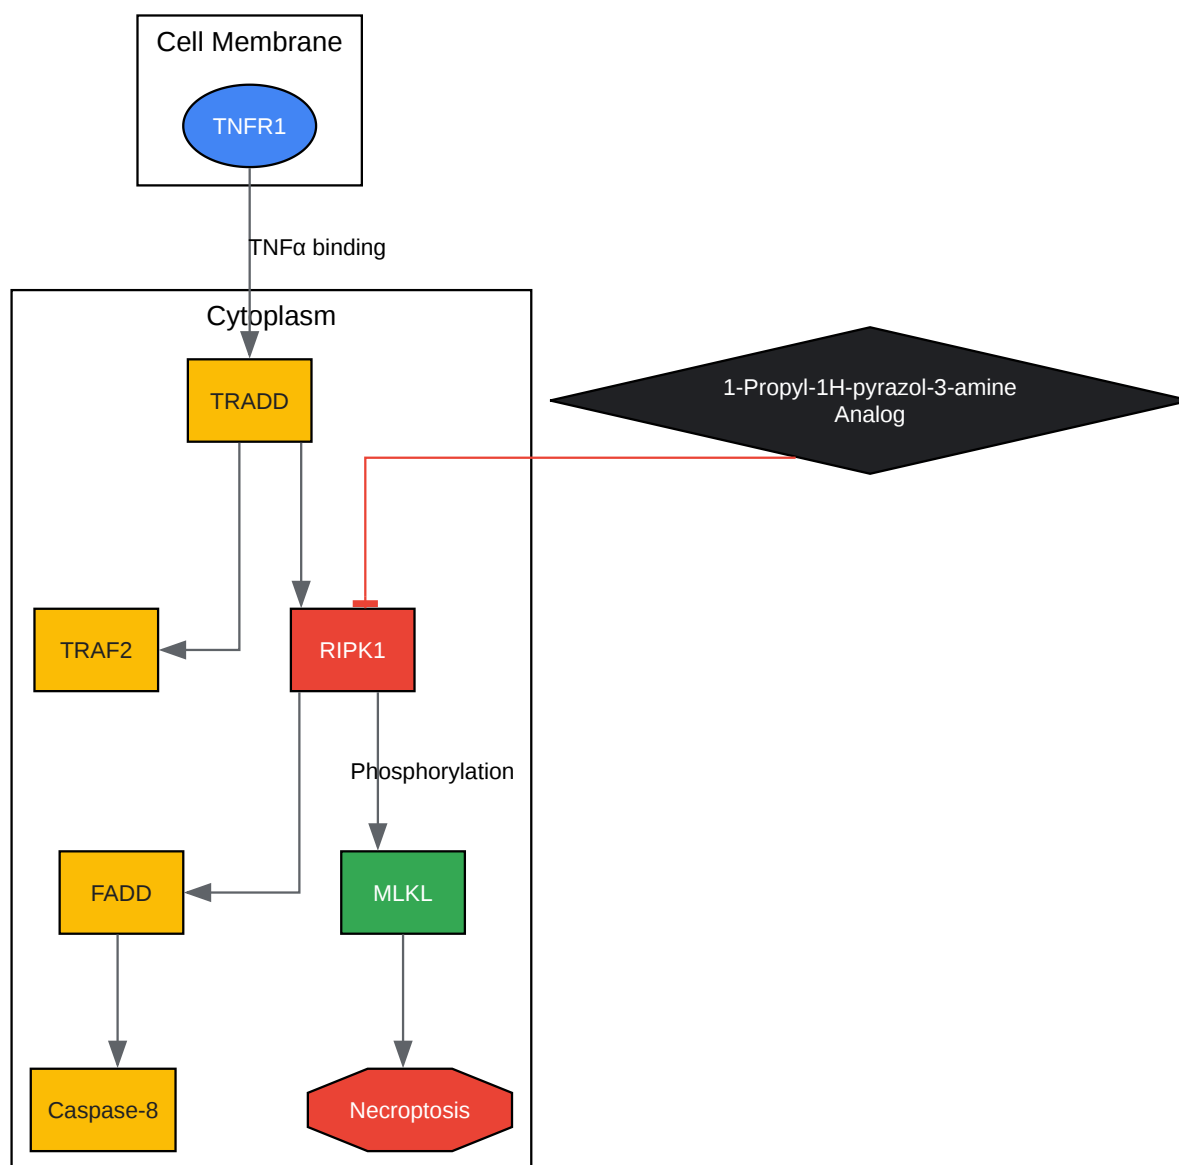 Cell Membrane
TNFR1
TNFα binding
Cytoplasm
TRADD
1-Propyl-1H-pyrazol-3-amine
Analog
TRAF2
RIPK1
Phosphorylation
FADD
MLKL
Caspase-8
Necroptosis